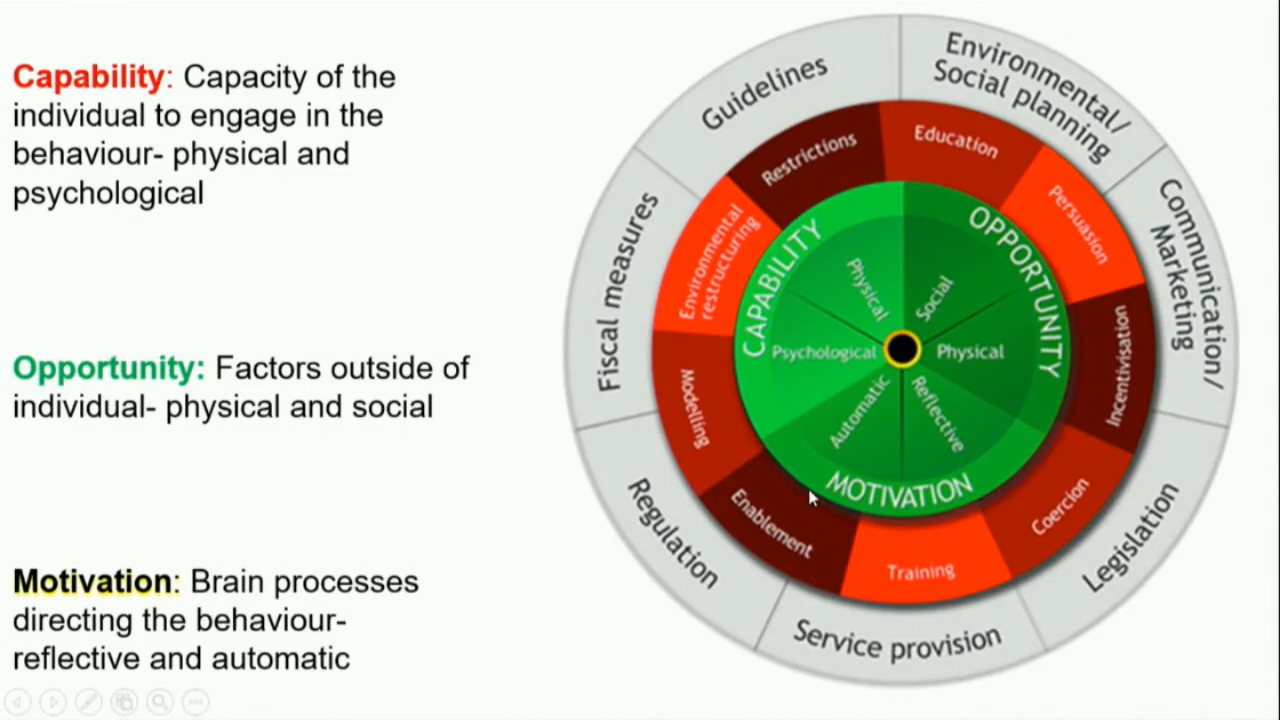 Capability: Capacity of the
individual to engage in the
behaviour- physical and
psychological
Opportunity: Factors outside of
individual- physical and social
Motivation: Brain processes
directing the behaviour-
reflective and automatic
Guidelines
Environmental/
Social planning
Communication/
Marketing
Legislation
Service provision
Regulation
Fiscal measures
Restrictions
Education
Persuasion
Incentivisation
Coercion
Training
Enablement
Modelling
Environmental
restructuring
CAPABILITY
OPPORTUNITY
MOTIVATION
Physical
Social
Psychological
Physical
Automatic
Reflective